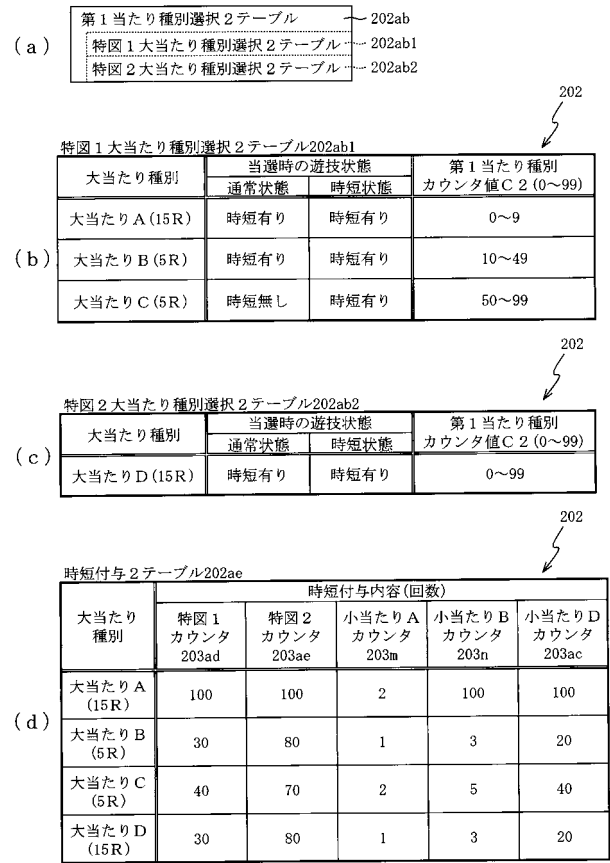 (a)
第1当たり種別選択2テーブル 202ab
特図1大当たり種別選択2テーブル 202ab1
特図2大当たり種別選択2テーブル 202ab2
202
特図1大当たり種別選択2テーブル202ab1
(b)
大当たり種別 当選時の遊技状態 第1当たり種別
通常状態 時短状態 カウンタ値C2(0～99)
大当たりA(15R) 時短有り 時短有り 0～9
大当たりB(5R) 時短有り 時短有り 10～49
大当たりC(5R) 時短無し 時短有り 50～99
202
特図2大当たり種別選択2テーブル202ab2
(c)
大当たり種別 当選時の遊技状態 第1当たり種別
通常状態 時短状態 カウンタ値C2(0～99)
大当たりD(15R) 時短有り 時短有り 0～99
202
時短付与2テーブル202ae
(d)
時短付与内容(回数)
大当たり 特図1 特図2 小当たりA 小当たりB 小当たりD
種別 カウンタ カウンタ カウンタ カウンタ カウンタ
203ad 203ae 203m 203n 203ac
大当たりA
(15R) 100 100 2 100 100
大当たりB
(5R) 30 80 1 3 20
大当たりC
(5R) 40 70 2 5 40
大当たりD
(15R) 30 80 1 3 20